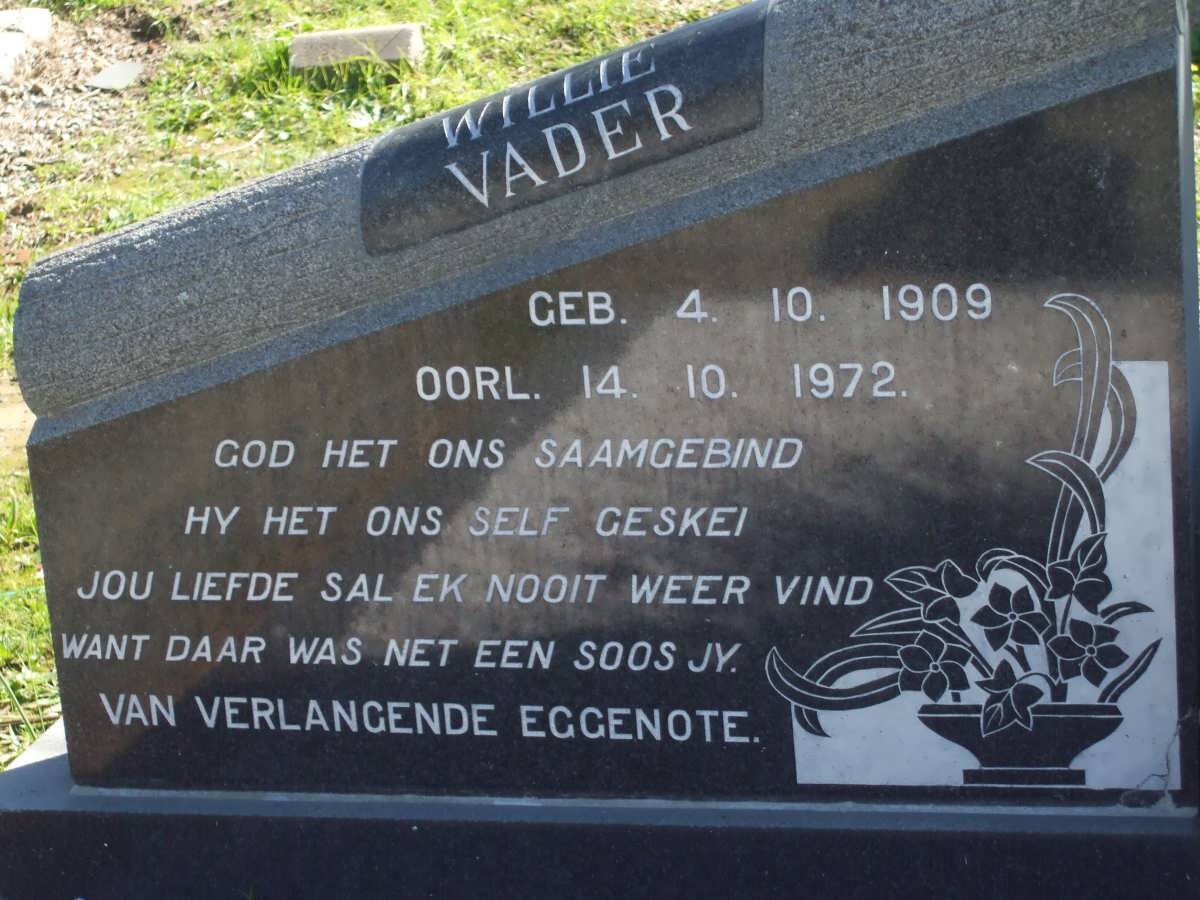 WILLIE
VADER
GEB. 4. 10. 1909
OORL. 14. 10. 1972.
GOD HET ONS SAAMGEBIND
HY HET ONS SELF GESKEI
JOU LIEFDE SAL EK NOOIT WEER VIND
WANT DAAR WAS NET EEN SOOS JY.
VAN VERLANGENDE EGGENOTE.